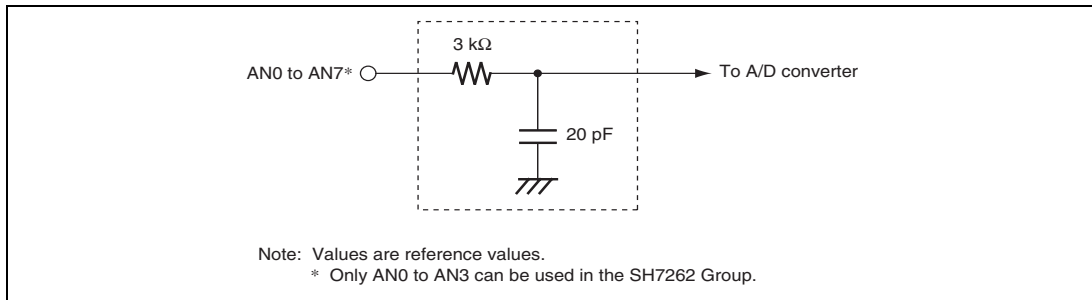 3 kΩ
AN0 to AN7*
To A/D converter
20 pF
Note: Values are reference values.
* Only AN0 to AN3 can be used in the SH7262 Group.